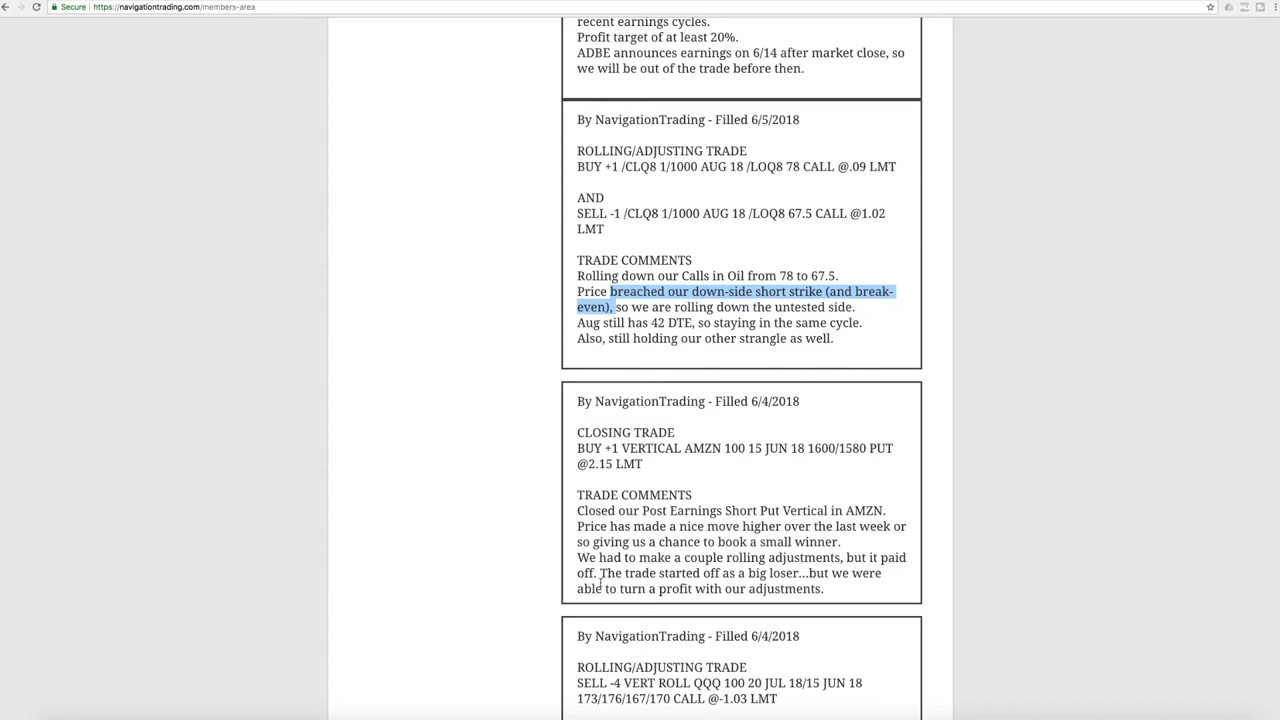 Secure
https://navigationtrading.com/members-area
recent earnings cycles.
Profit target of at least 20%.
ADBE announces earnings on 6/14 after market close, so
we will be out of the trade before then.
By NavigationTrading - Filled 6/5/2018
ROLLING/ADJUSTING TRADE
BUY +1 /CLQ8 1/1000 AUG 18 /LOQ8 78 CALL @.09 LMT
AND
SELL -1 /CLQ8 1/1000 AUG 18 /LOQ8 67.5 CALL @1.02
LMT
TRADE COMMENTS
Rolling down our Calls in Oil from 78 to 67.5.
Price breached our down-side short strike (and break-
even), so we are rolling down the untested side.
Aug still has 42 DTE, so staying in the same cycle.
Also, still holding our other strangle as well.
By NavigationTrading - Filled 6/4/2018
CLOSING TRADE
BUY +1 VERTICAL AMZN 100 15 JUN 18 1600/1580 PUT
@2.15 LMT
TRADE COMMENTS
Closed our Post Earnings Short Put Vertical in AMZN.
Price has made a nice move higher over the last week or
so giving us a chance to book a small winner.
We had to make a couple rolling adjustments, but it paid
off. The trade started off as a big loser...but we were
able to turn a profit with our adjustments.
By NavigationTrading - Filled 6/4/2018
ROLLING/ADJUSTING TRADE
SELL -4 VERT ROLL QQQ 100 20 JUL 18/15 JUN 18
173/176/167/170 CALL @-1.03 LMT